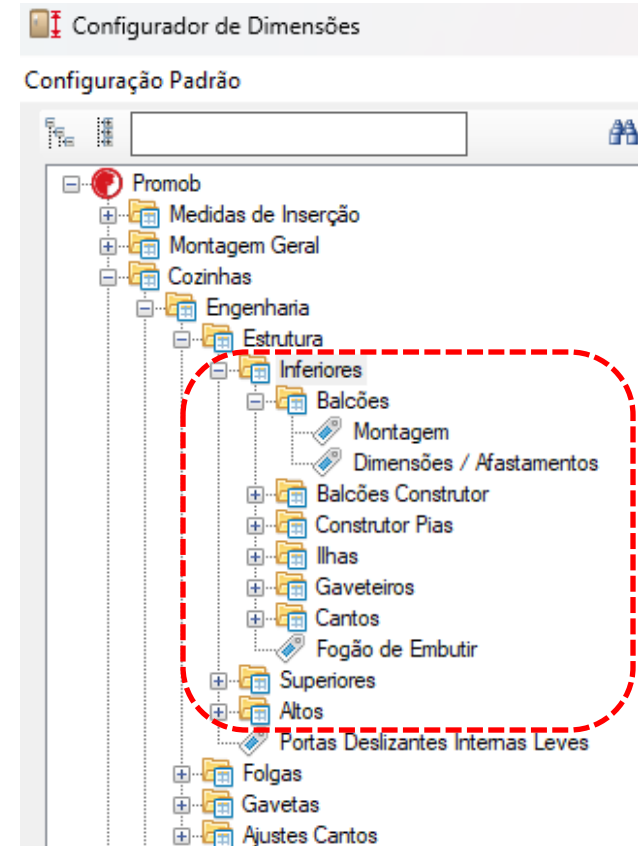 Configurador de Dimensões
Configuração Padrão
Promob
Medidas de Inserção
Montagem Geral
Cozinhas
Engenharia
Estrutura
Inferiores
Balcões
Montagem
Dimensões / Afastamentos
Balcões Construtor
Construtor Pias
Ilhas
Gaveteiros
Cantos
Fogão de Embutir
Superiores
Altos
Portas Deslizantes Internas Leves
Folgas
Gavetas
Ajustes Cantos